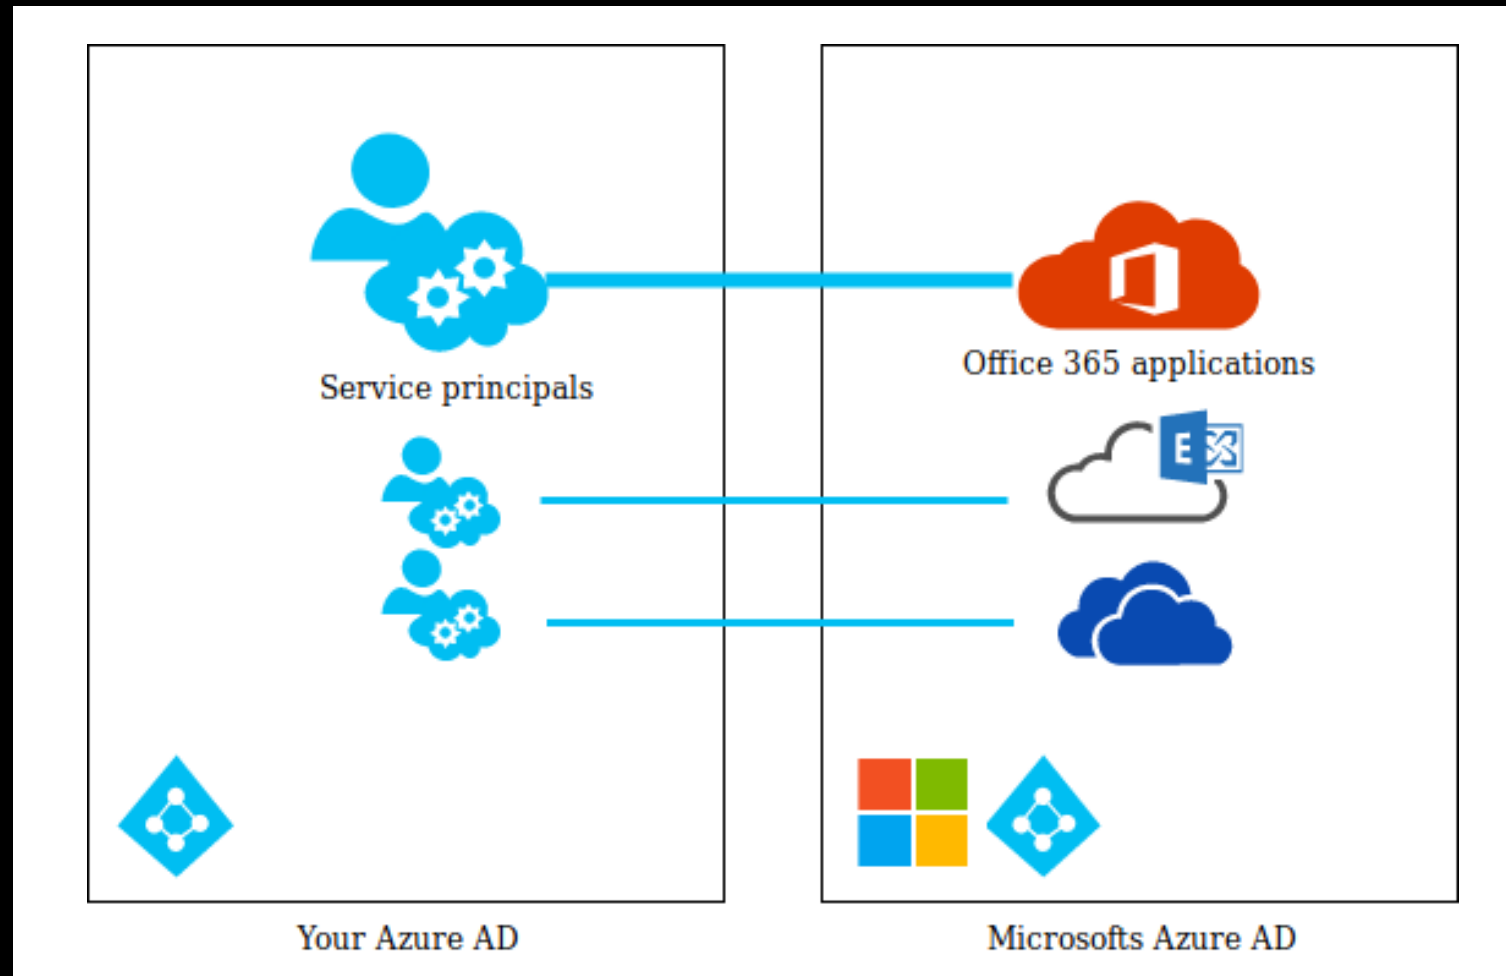 Service principals
Office 365 applications
E
Your Azure AD
Microsofts Azure AD